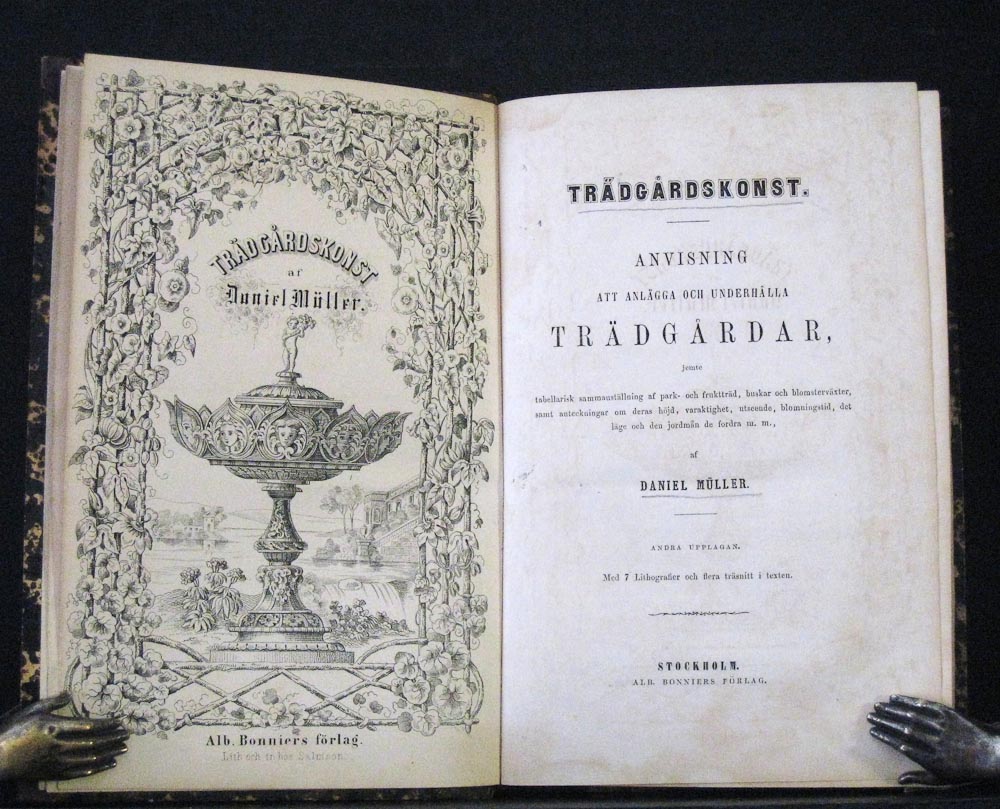 TRÄDGÅRDSKONST
af
Daniel Müller.
Alb. Bonniers förlag.
Lith och tr. hos Salmson.
TRÄDGÅRDSKONST.
ANVISNING
ATT ANLÄGGA OCH UNDERHÅLLA
TRÄDGÅRDAR,
jemte
tabellarisk sammanställning af park- och fruktträd, buskar och blomsterväxter,
samt anteckningar om deras höjd, varaktighet, utseende, blomningstid, det
läge och den jordmån de fordra m. m.,
af
DANIEL MÜLLER.
ANDRA UPPLAGAN.
Med 7 Lithografier och flera träsnitt i texten.
STOCKHOLM.
ALB. BONNIERS FÖRLAG.